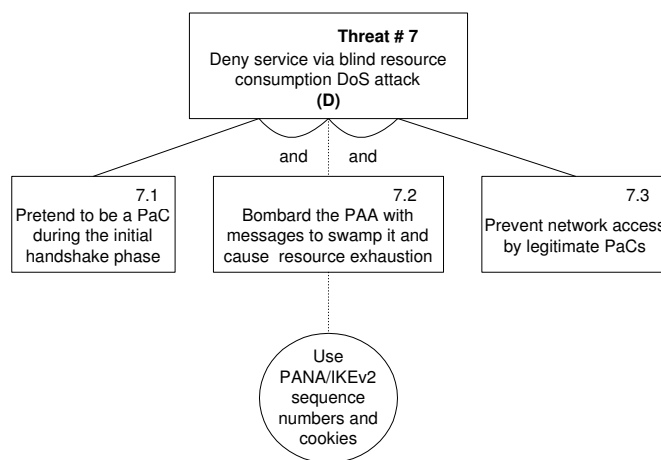 Threat # 7
Deny service via blind resource
consumption DoS attack
(D)
and
and
7.1
Pretend to be a PaC
during the initial
handshake phase
7.2
Bombard the PAA with
messages to swamp it and
cause resource exhaustion
7.3
Prevent network access
by legitimate PaCs
Use
PANA/IKEv2
sequence
numbers and
cookies